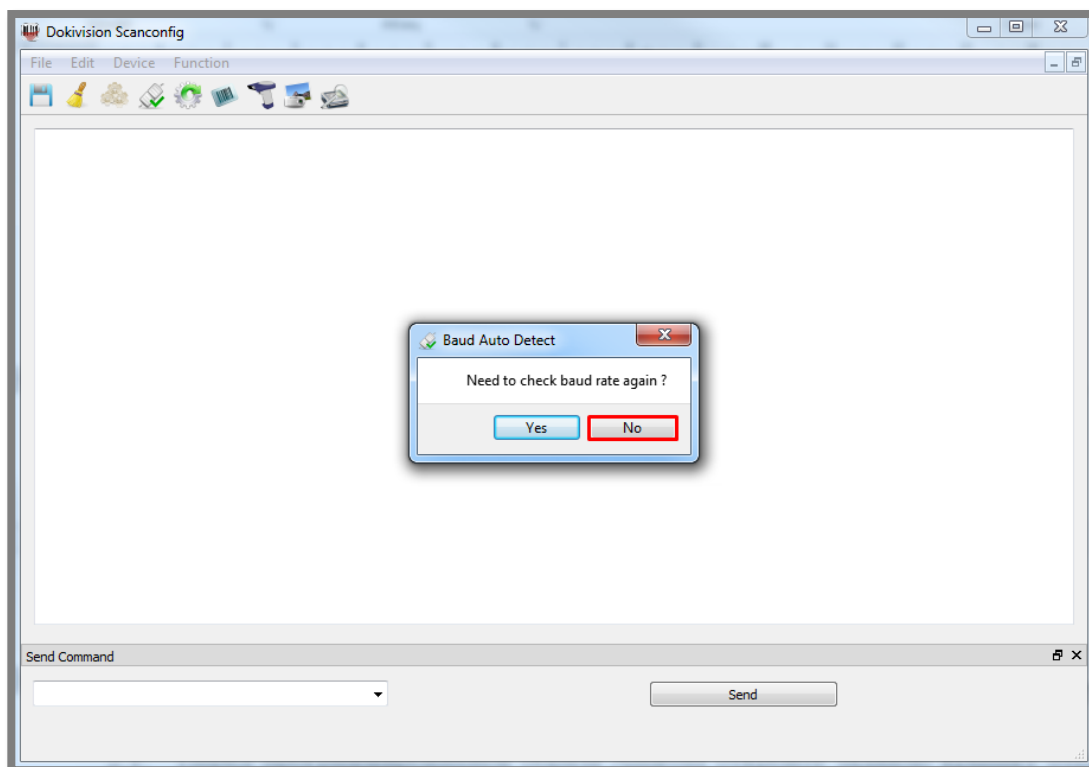 Dokivision Scanconfig
File Edit Device Function
Baud Auto Detect
Need to check baud rate again ?
Yes No
Send Command
Send